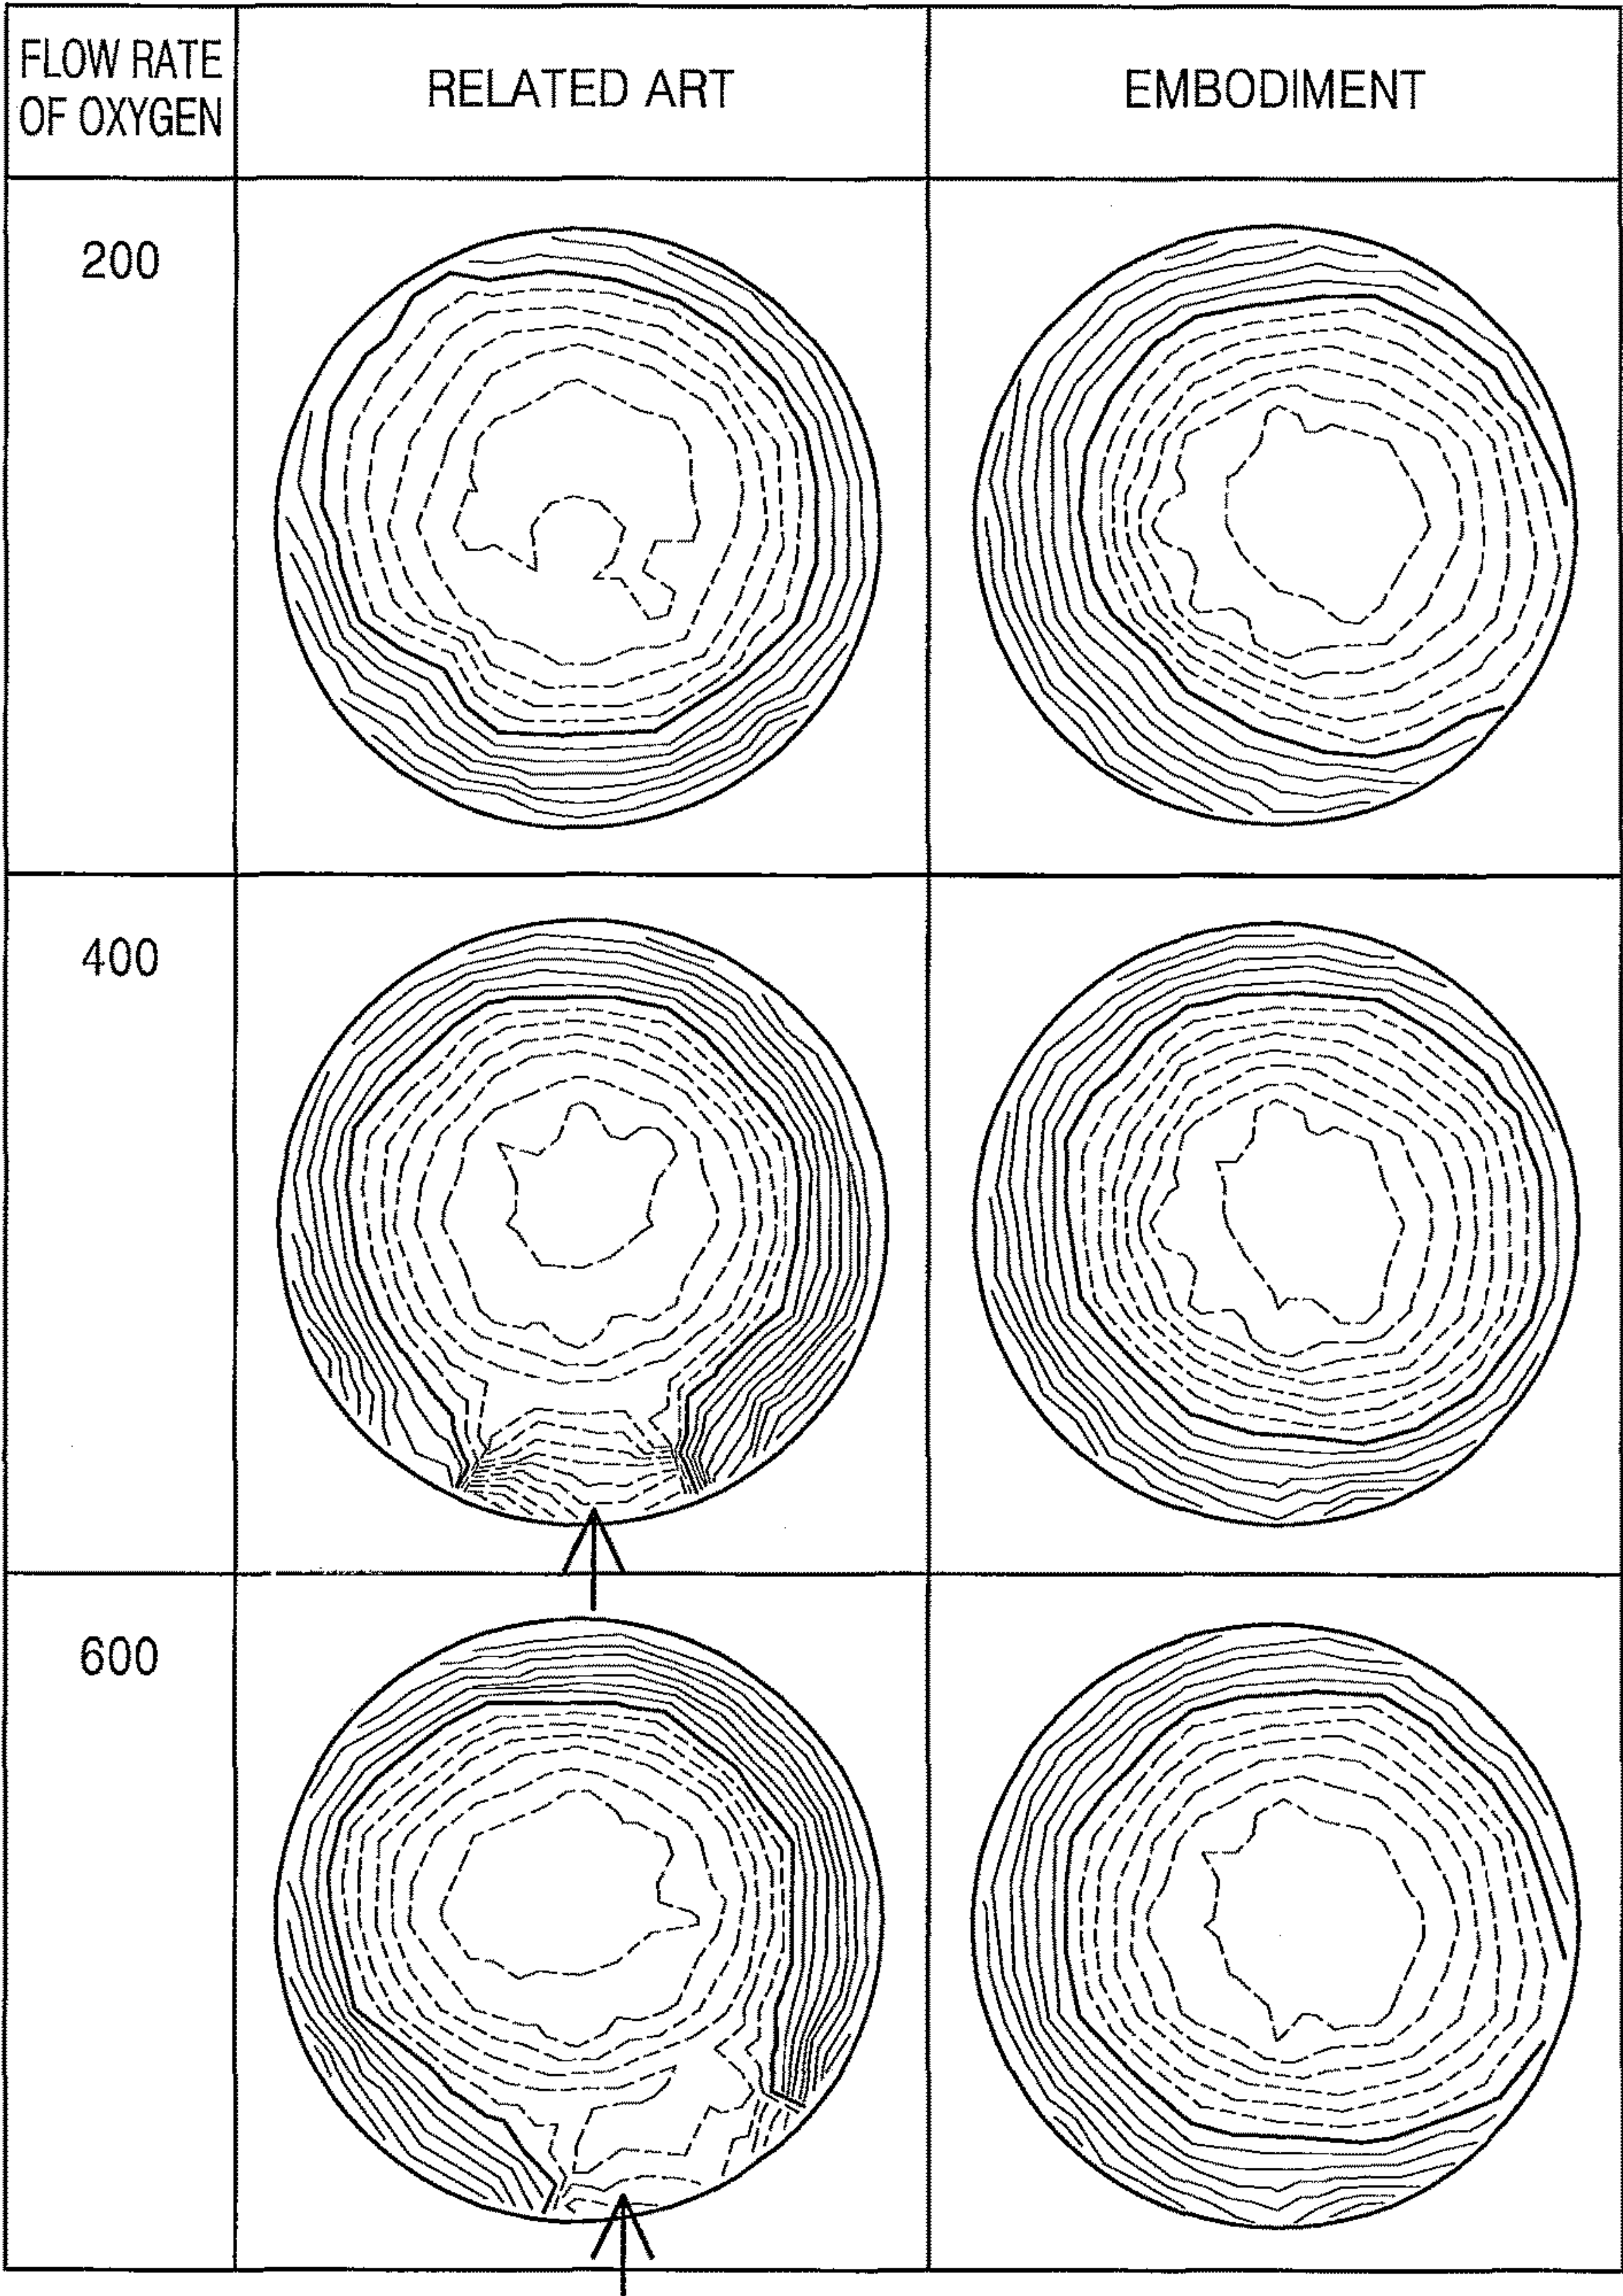 FLOW RATE
OF OXYGEN
RELATED ART
EMBODIMENT
200
400
600